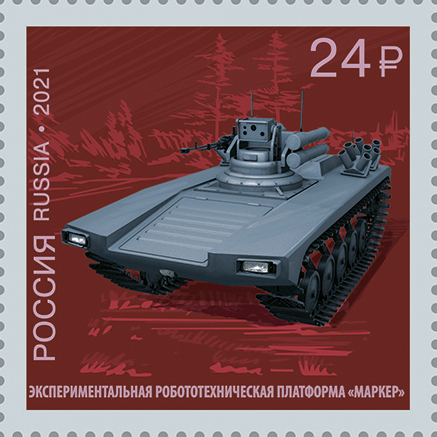 24 ₽
РОССИЯ RUSSIA • 2021
ЭКСПЕРИМЕНТАЛЬНАЯ РОБОТОТЕХНИЧЕСКАЯ ПЛАТФОРМА «МАРКЕР»